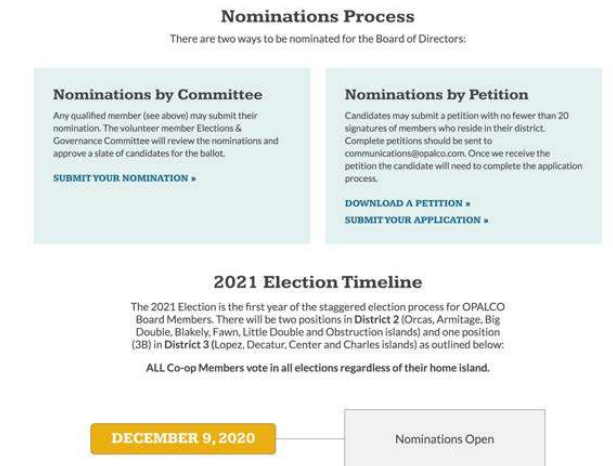 Nominations Process
There are two ways to be nominated for the Board of Directors:
Nominations by Committee
Any qualified member (see above) may submit their
nomination. The volunteer member Elections &
Governance Committee will review the nominations and
approve a slate of candidates for the ballot.
SUBMIT YOUR NOMINATION »
Nominations by Petition
Candidates may submit a petition with no fewer than 20
signatures of members who reside in their district.
Complete petitions should be sent to
communications@opalco.com. Once we receive the
petition the candidate will need to complete the application
process.
DOWNLOAD A PETITION »
SUBMIT YOUR APPLICATION »
2021 Election Timeline
The 2021 Election is the first year of the staggered election process for OPALCO
Board Members. There will be two positions in District 2 (Orcas, Armitage, Big
Double, Blakely, Fawn, Little Double and Obstruction islands) and one position
(3B) in District 3 (Lopez, Decatur, Center and Charles islands) as outlined below:
ALL Co-op Members vote in all elections regardless of their home island.
DECEMBER 9, 2020
Nominations Open